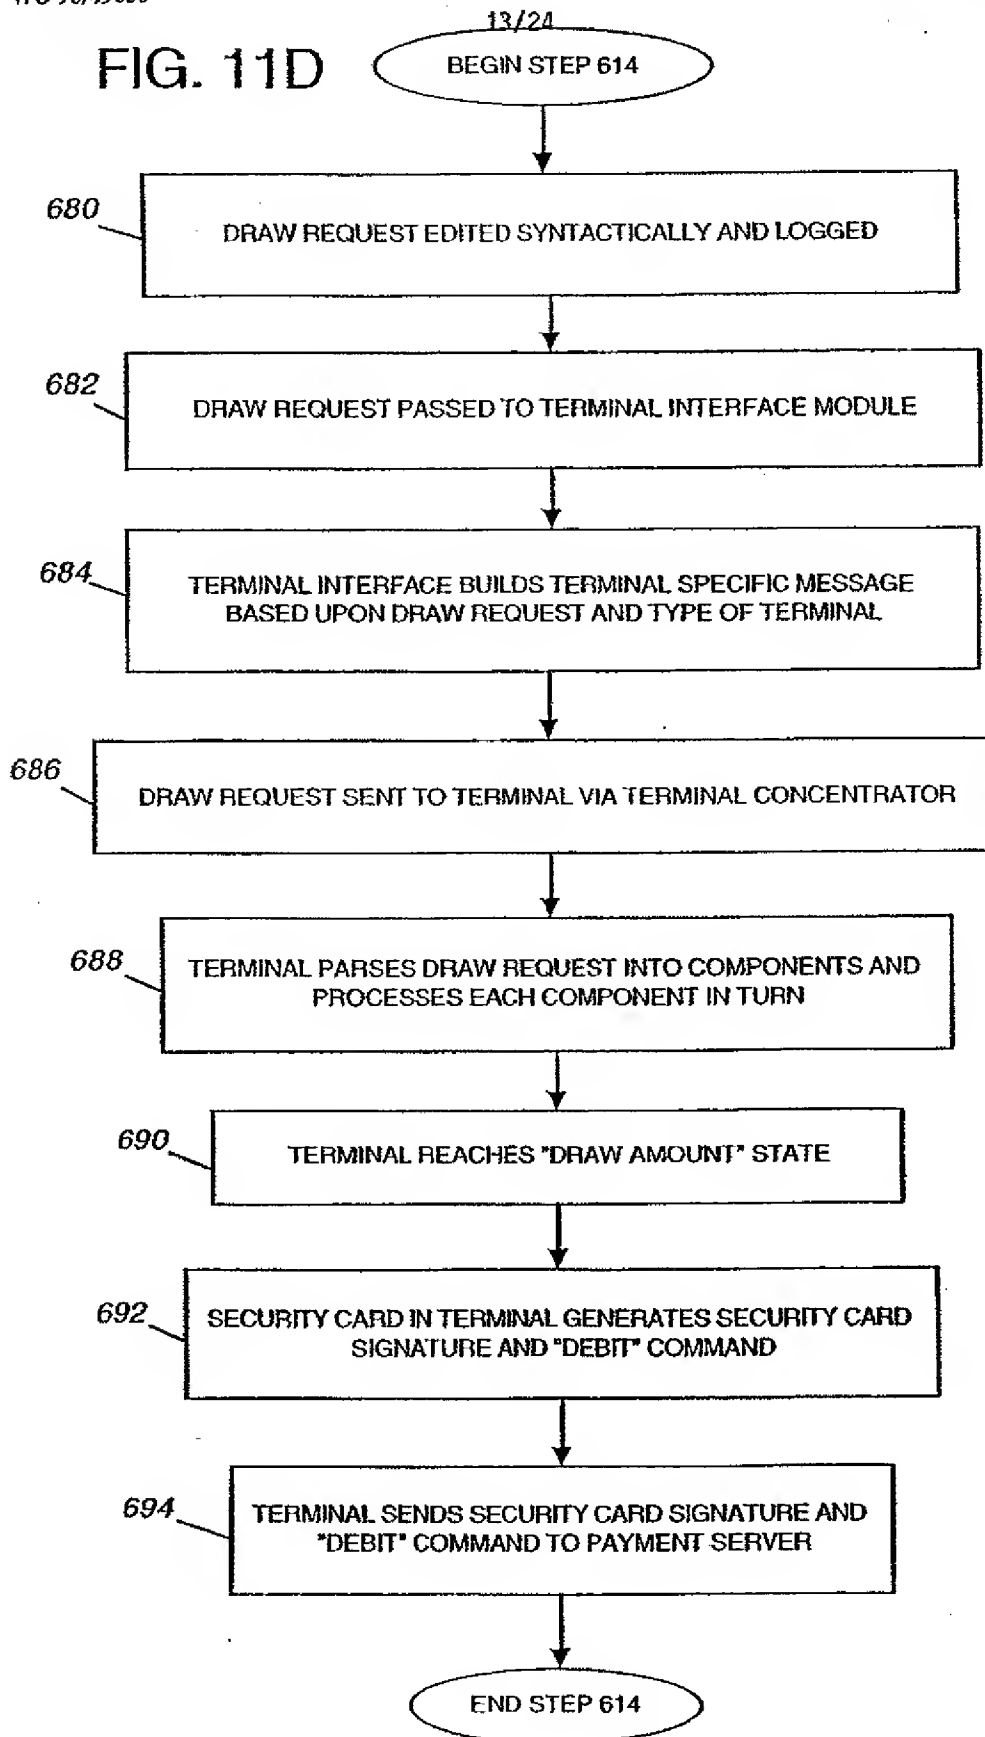 13/24
FIG. 11D
BEGIN STEP 614
680
DRAW REQUEST EDITED SYNTACTICALLY AND LOGGED
682
DRAW REQUEST PASSED TO TERMINAL INTERFACE MODULE
684
TERMINAL INTERFACE BUILDS TERMINAL SPECIFIC MESSAGE
BASED UPON DRAW REQUEST AND TYPE OF TERMINAL
686
DRAW REQUEST SENT TO TERMINAL VIA TERMINAL CONCENTRATOR
688
TERMINAL PARSES DRAW REQUEST INTO COMPONENTS AND
PROCESSES EACH COMPONENT IN TURN
690
TERMINAL REACHES "DRAW AMOUNT" STATE
692
SECURITY CARD IN TERMINAL GENERATES SECURITY CARD
SIGNATURE AND "DEBIT" COMMAND
694
TERMINAL SENDS SECURITY CARD SIGNATURE AND
"DEBIT" COMMAND TO PAYMENT SERVER
END STEP 614